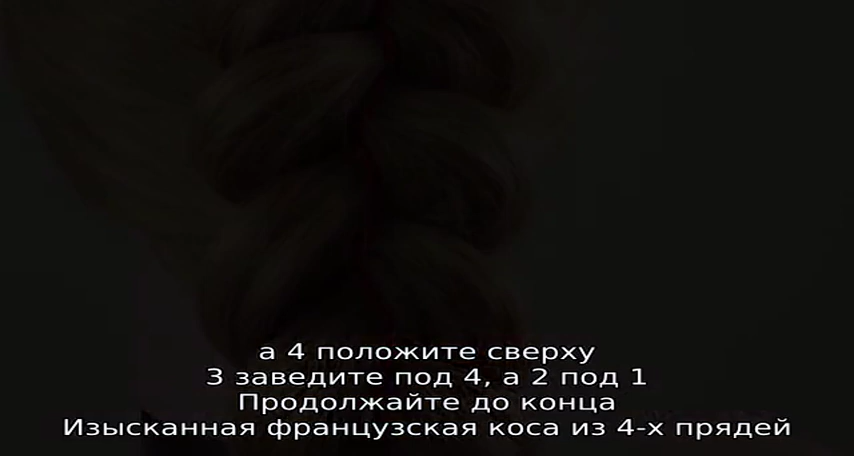 а 4 положите сверху
3 заведите под 4, а 2 под 1
Продолжайте до конца
Изысканная французская коса из 4-х прядей